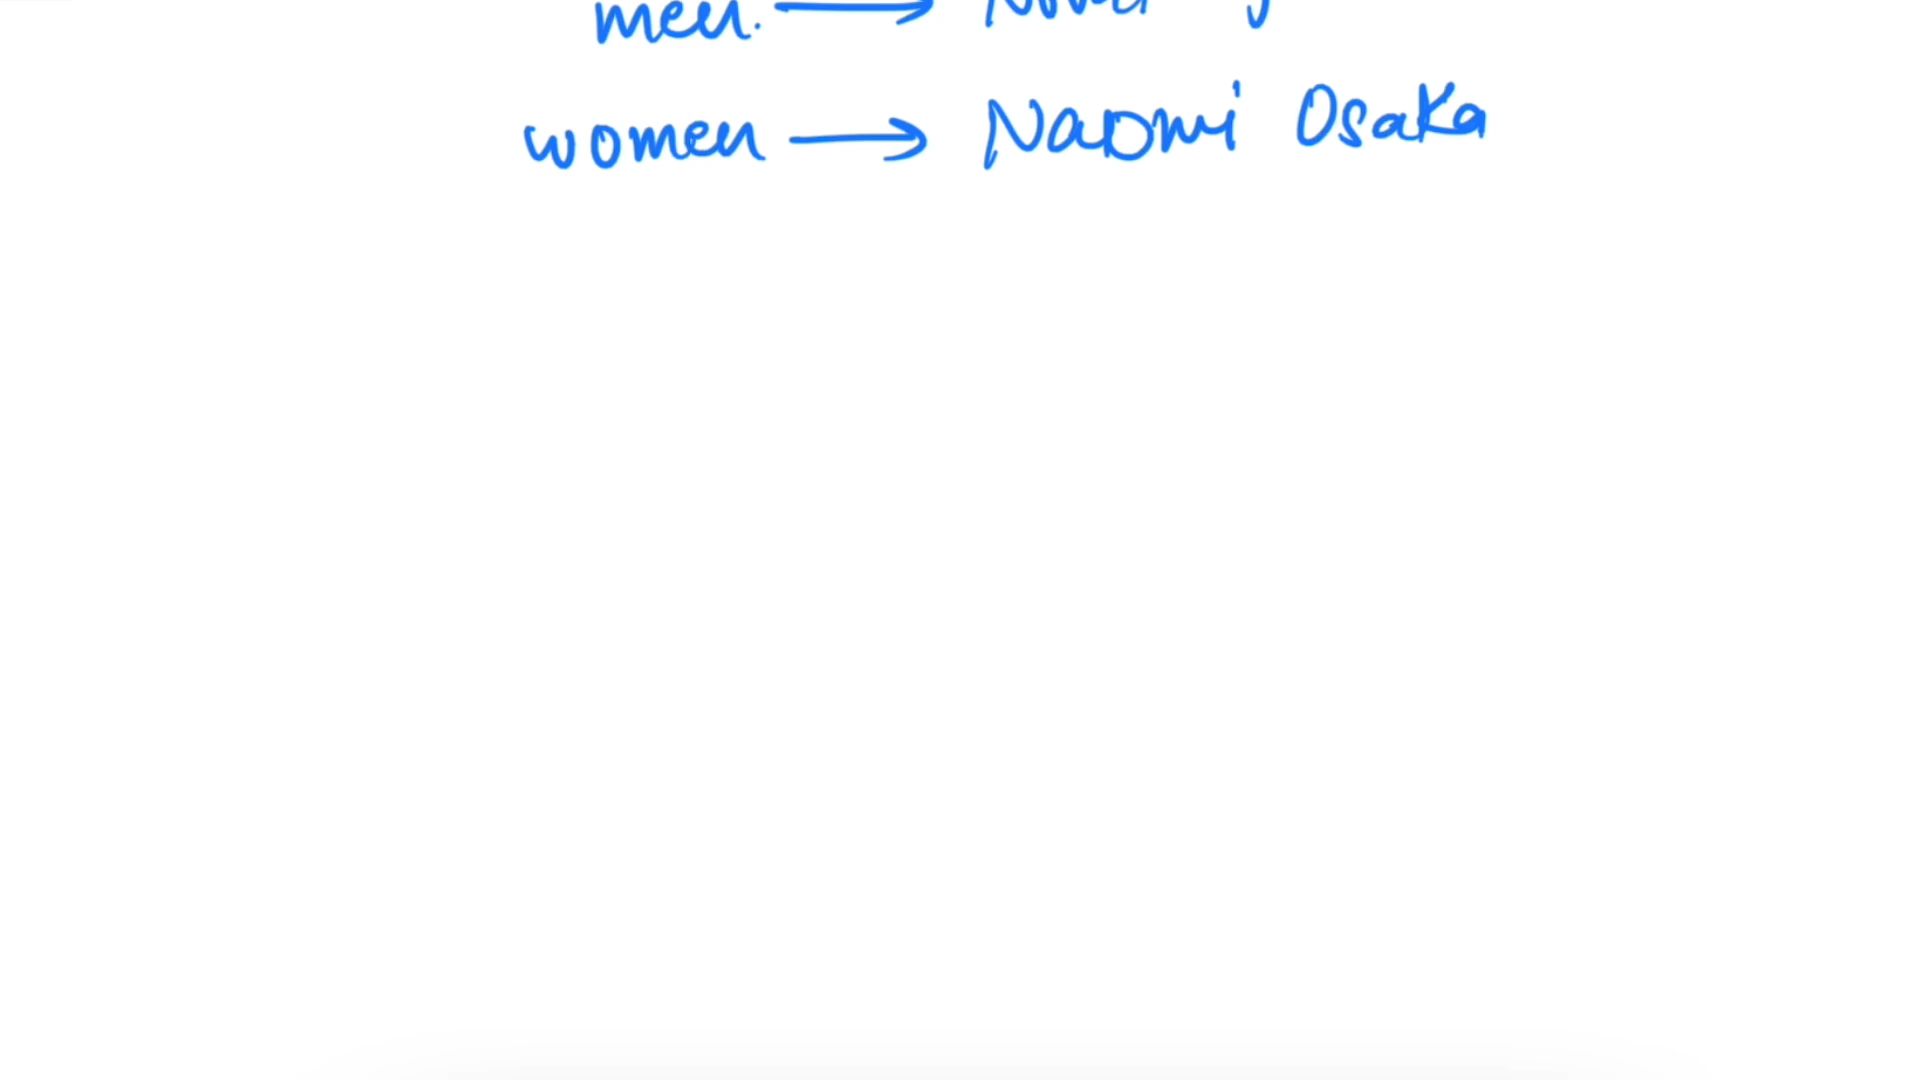 men. →
women → Naomi Osaka